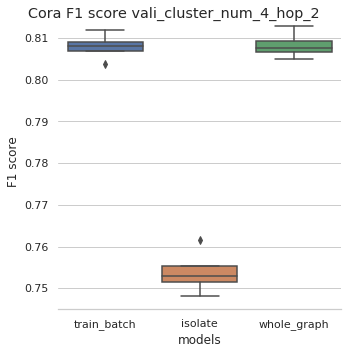 Cora F1 score vali_cluster_num_4_hop_2
0.81
0.80
0.79
0.78
0.77
0.76
0.75
F1 score
train_batch
isolate
whole_graph
models